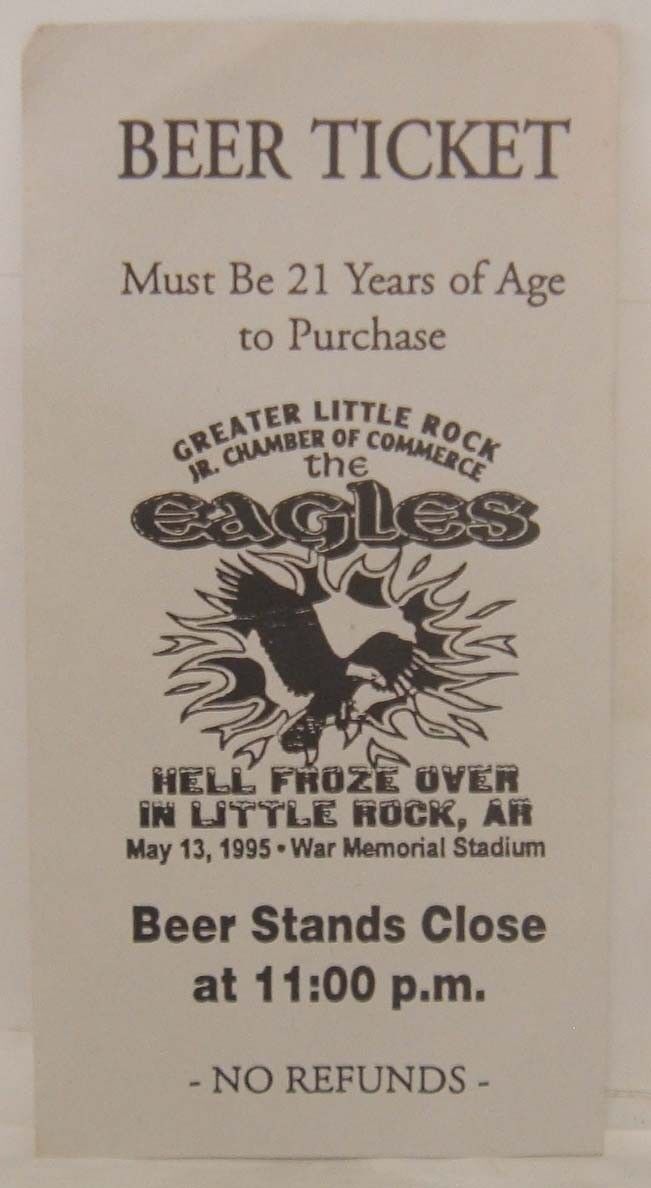 BEER TICKET
Must Be 21 Years of Age
to Purchase
GREATER LITTLE ROCK
JR. CHAMBER OF COMMERCE
the
EAGLES
HELL FROZE OVER
IN LITTLE ROCK, AR
May 13, 1995 • War Memorial Stadium
Beer Stands Close
at 11:00 p.m.
- NO REFUNDS -